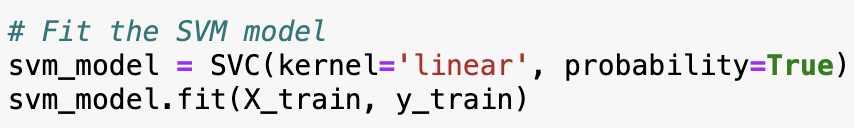 # Fit the SVM model
svm_model = SVC(kernel='linear', probability=True)
svm_model.fit(X_train, y_train)